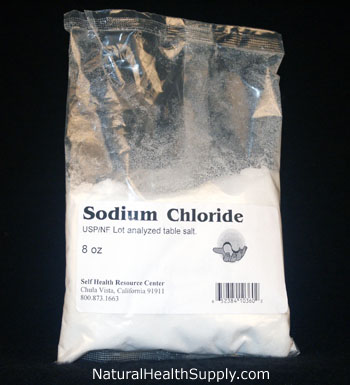 Sodium Chloride
USP/NF Lot analyzed table salt.
8 oz
Self Health Resource Center
Chula Vista, California 91911
800.873.1663
NaturalHealthSupply.com